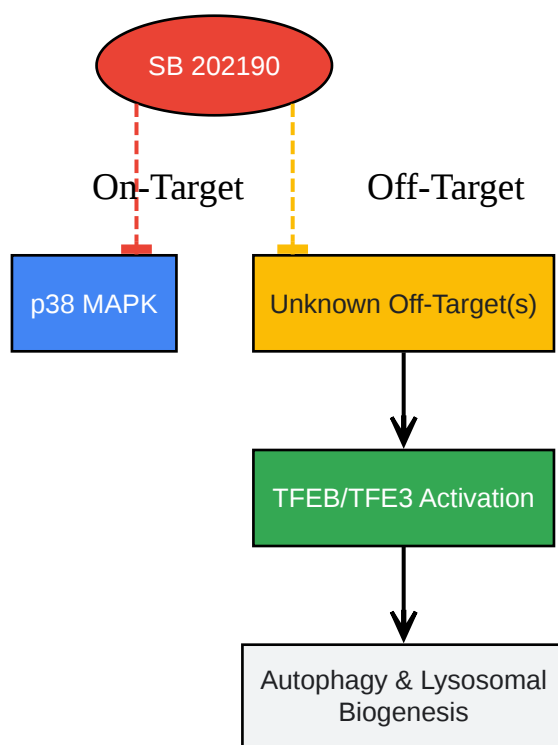 SB 202190
On-Target
Off-Target
p38 MAPK
Unknown Off-Target(s)
TFEB/TFE3 Activation
Autophagy & Lysosomal
Biogenesis